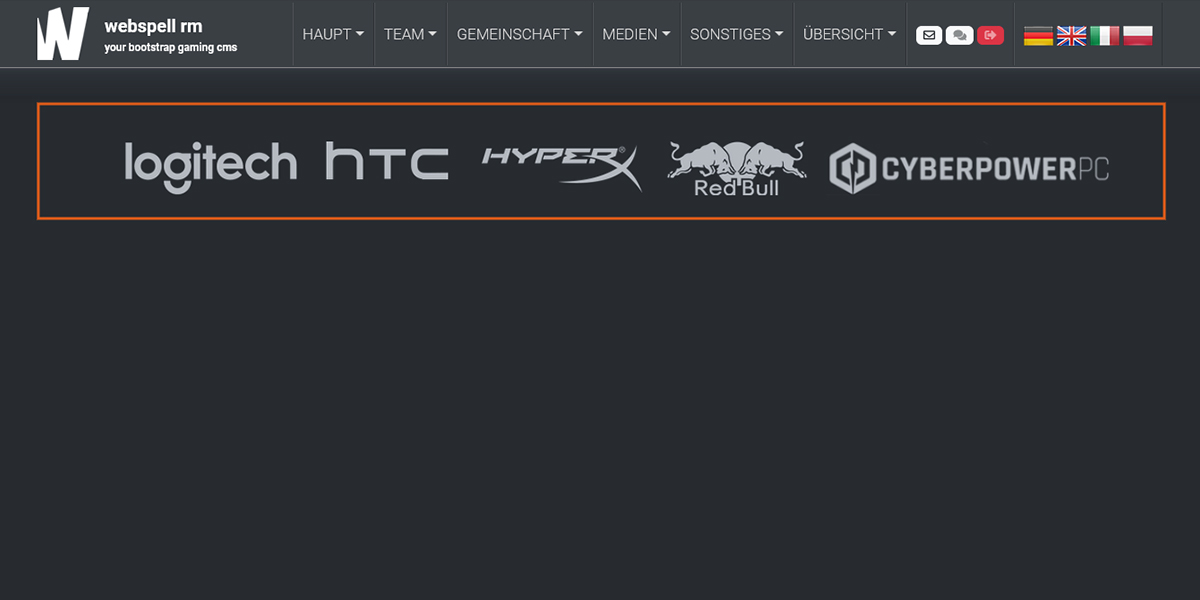 webspell rm
your bootstrap gaming cms
HAUPT TEAM GEMEINSCHAFT MEDIEN SONSTIGES ÜBERSICHT
logitech hTC HYPERX® Red Bull CYBERPOWERPC